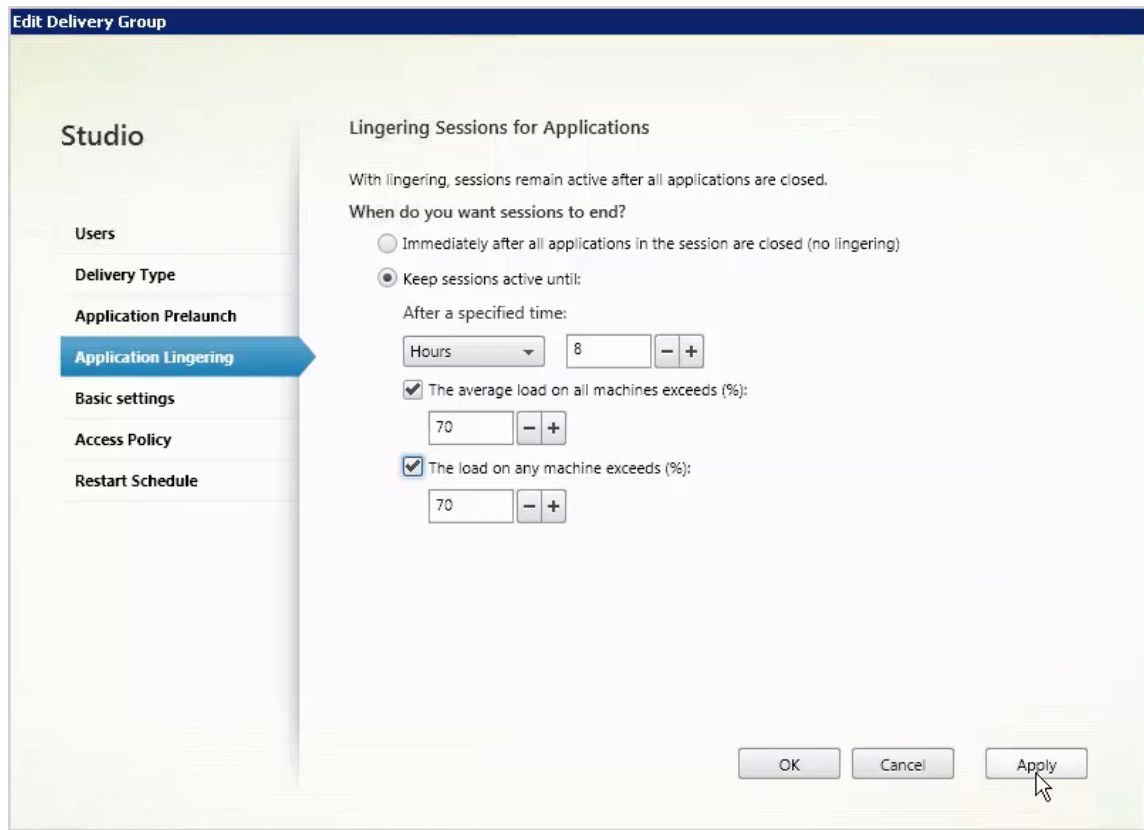 Edit Delivery Group
Studio
Users
Delivery Type
Application Prelaunch
Application Lingering
Basic settings
Access Policy
Restart Schedule
Lingering Sessions for Applications
With lingering, sessions remain active after all applications are closed.
When do you want sessions to end?
Immediately after all applications in the session are closed (no lingering)
Keep sessions active until:
After a specified time:
Hours 8 − +
The average load on all machines exceeds (%):
70 − +
The load on any machine exceeds (%):
70 − +
OK Cancel Apply